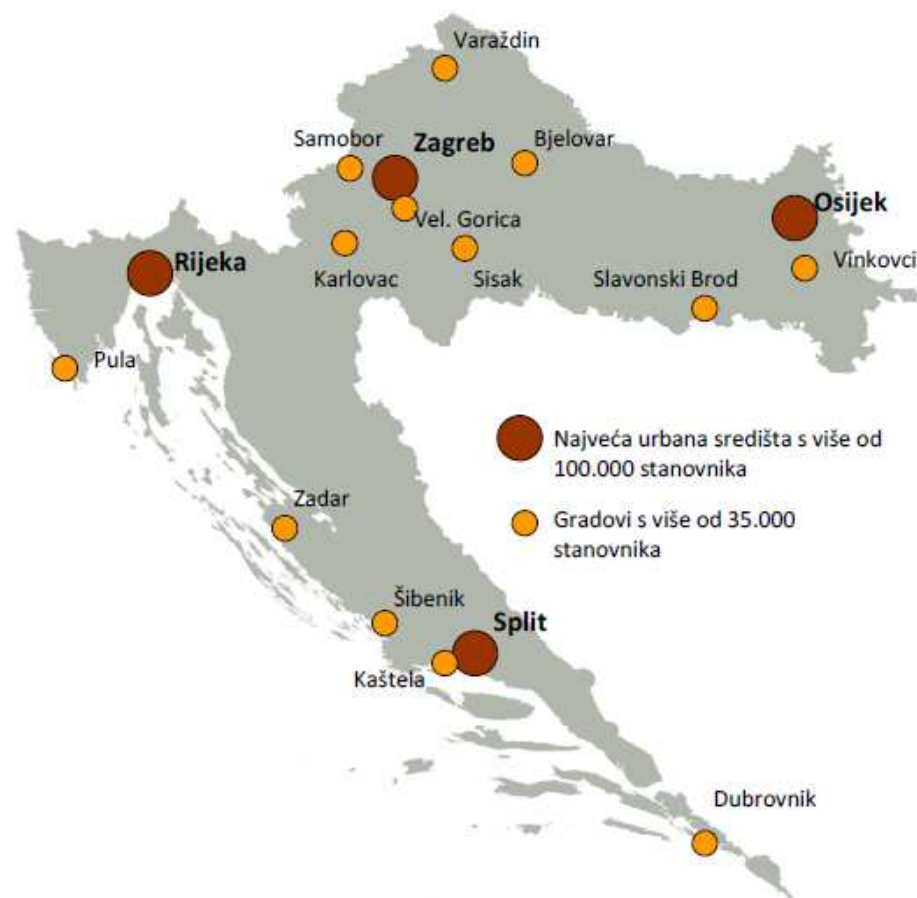 Varaždin
Samobor
Zagreb
Bjelovar
Osijek
Vel. Gorica
Rijeka
Karlovac
Sisak
Slavonski Brod
Vinkovci
Pula
Najveća urbana središta s više od
100.000 stanovnika
Zadar
Gradovi s više od 35.000
stanovnika
Šibenik
Split
Kaštela
Dubrovnik